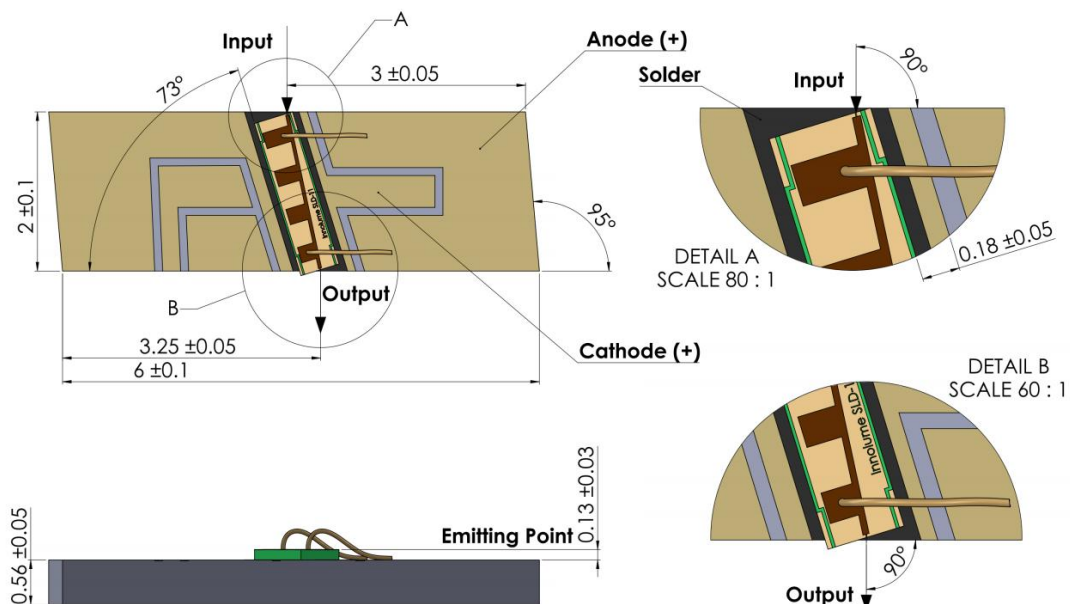 A
Input
Anode (+)
3 ±0.05
73°
2 ±0.1
Innolume SLD-11
95°
Output
B
3.25 ±0.05
6 ±0.1
Cathode (+)
Solder
Input
90°
0.18 ±0.05
DETAIL A
SCALE 80 : 1
DETAIL B
SCALE 60 : 1
Innolume SLD-1
90°
Output
0.56 ±0.05
Emitting Point
0.13 ±0.03